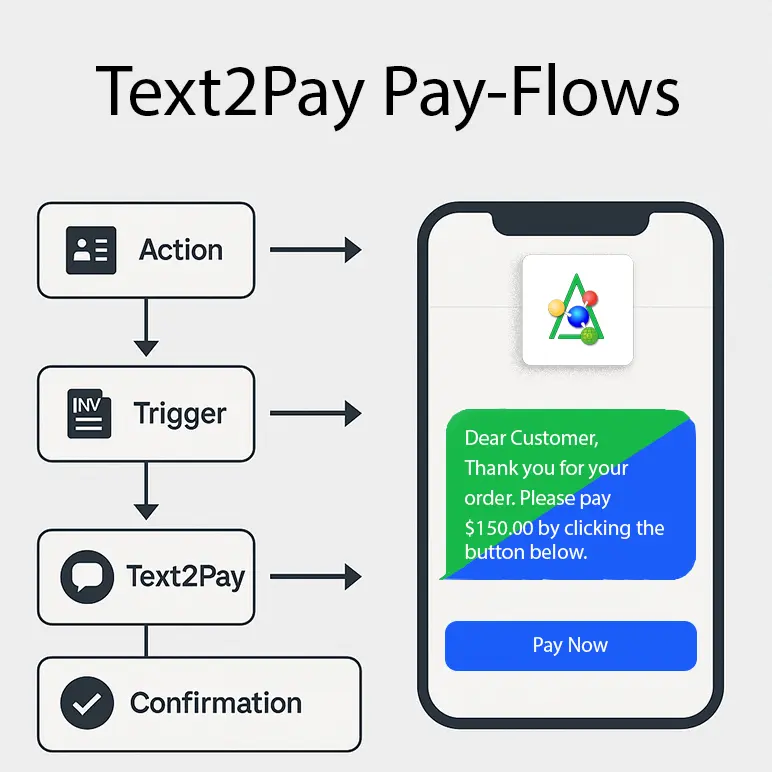 Text2Pay Pay-Flows
Action
INV
Trigger
Text2Pay
Confirmation
Dear Customer,
Thank you for your
order. Please pay
$150.00 by clicking the
button below.
Pay Now